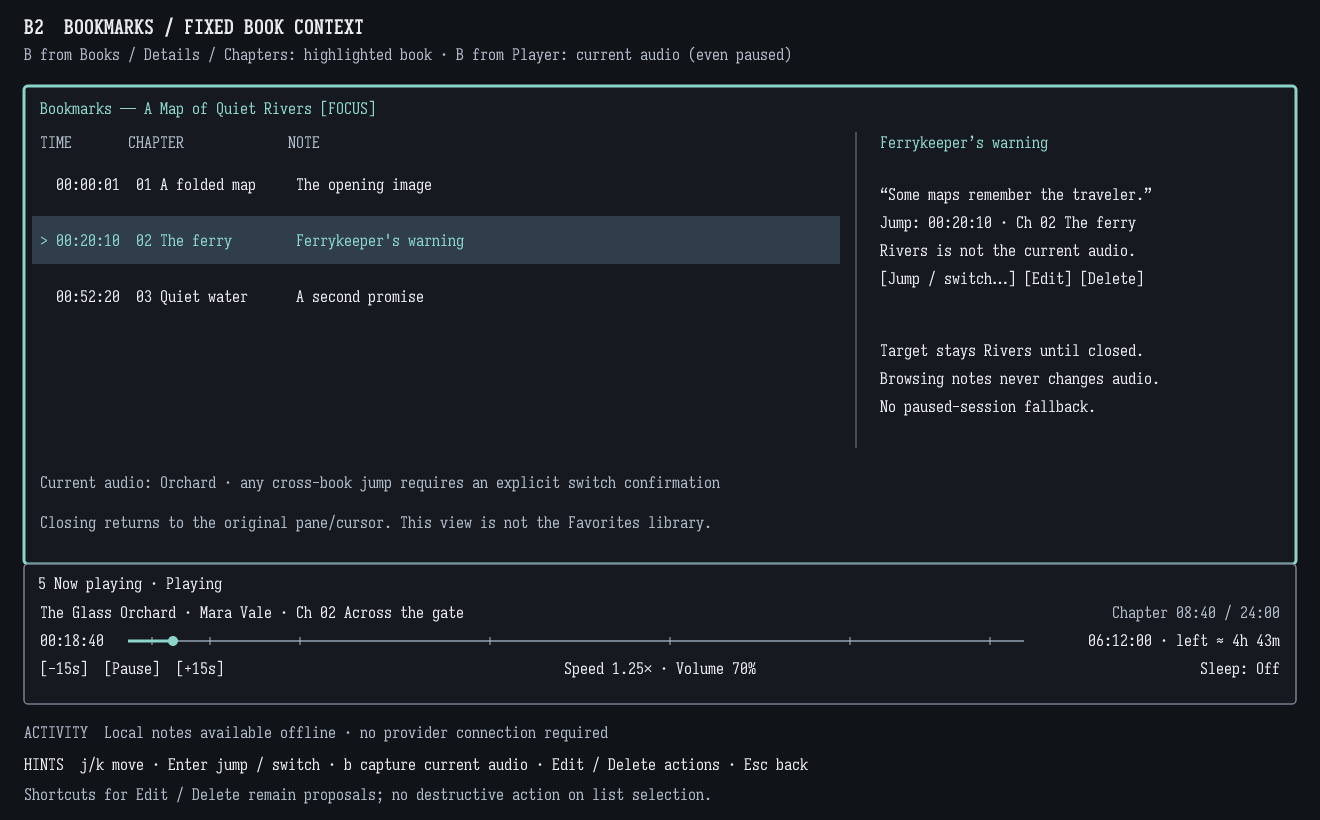 B2  BOOKMARKS / FIXED BOOK CONTEXT
B from Books / Details / Chapters: highlighted book · B from Player: current audio (even paused)
Bookmarks — A Map of Quiet Rivers [FOCUS]
TIME  CHAPTER  NOTE
00:00:01  01 A folded map  The opening image
> 00:20:10  02 The ferry  Ferrykeeper's warning
00:52:20  03 Quiet water  A second promise
Ferrykeeper’s warning
“Some maps remember the traveler.”
Jump: 00:20:10 · Ch 02 The ferry
Rivers is not the current audio.
[Jump / switch…] [Edit] [Delete]
Target stays Rivers until closed.
Browsing notes never changes audio.
No paused-session fallback.
Current audio: Orchard · any cross-book jump requires an explicit switch confirmation
Closing returns to the original pane/cursor. This view is not the Favorites library.
5 Now playing · Playing
The Glass Orchard · Mara Vale · Ch 02 Across the gate  Chapter 08:40 / 24:00
00:18:40  06:12:00 · left ≈ 4h 43m
[-15s]  [Pause]  [+15s]  Speed 1.25× · Volume 70%  Sleep: Off
ACTIVITY  Local notes available offline · no provider connection required
HINTS  j/k move · Enter jump / switch · b capture current audio · Edit / Delete actions · Esc back
Shortcuts for Edit / Delete remain proposals; no destructive action on list selection.